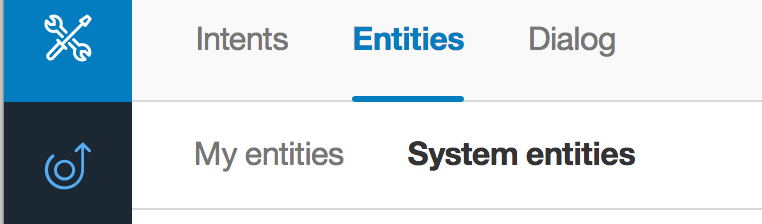 Intents Entities Dialog
My entities System entities